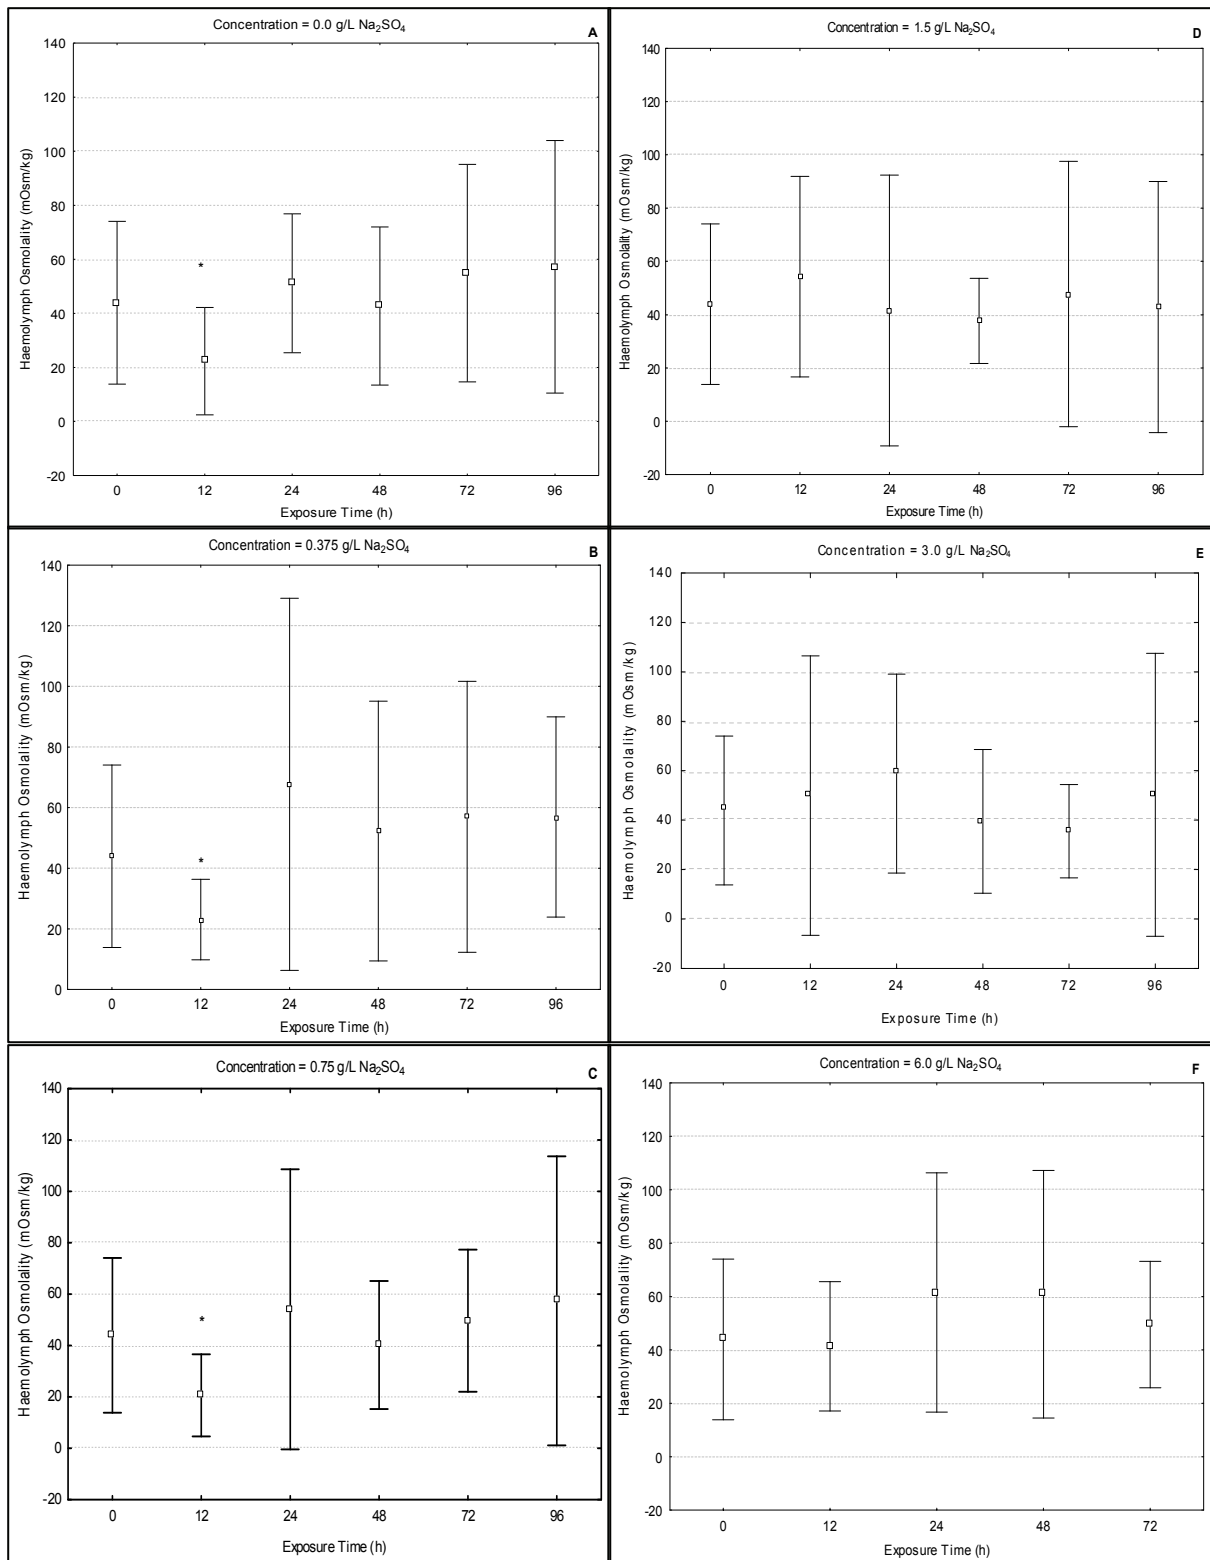 Concentration = 0.0 g/L Na₂SO₄
A
140
120
100
80
60
40
20
0
-20
Haemolymph Osmolality (mOsm/kg)
*
0 12 24 48 72 96
Exposure Time (h)
Concentration = 0.375 g/L Na₂SO₄
B
140
120
100
80
60
40
20
0
Haemolymph Osmolality (mOsm/kg)
*
0 12 24 48 72 96
Exposure Time (h)
Concentration = 0.75 g/L Na₂SO₄
C
140
120
100
80
60
40
20
0
-20
Haemolymph Osmolality (mOsm/kg)
*
0 12 24 48 72 96
Exposure Time (h)
Concentration = 1.5 g/L Na₂SO₄
D
140
120
100
80
60
40
20
0
-20
Haemolymph Osmolality (mOsm/kg)
0 12 24 48 72 96
Exposure Time (h)
Concentration = 3.0 g/L Na₂SO₄
E
140
120
100
80
60
40
20
0
-20
Haemolymph Osmolality (mOsm/kg)
0 12 24 48 72 96
Exposure Time (h)
Concentration = 6.0 g/L Na₂SO₄
F
140
120
100
80
60
40
20
0
-20
Haemolymph Osmolality (mOsm/kg)
0 12 24 48 72
Exposure Time (h)